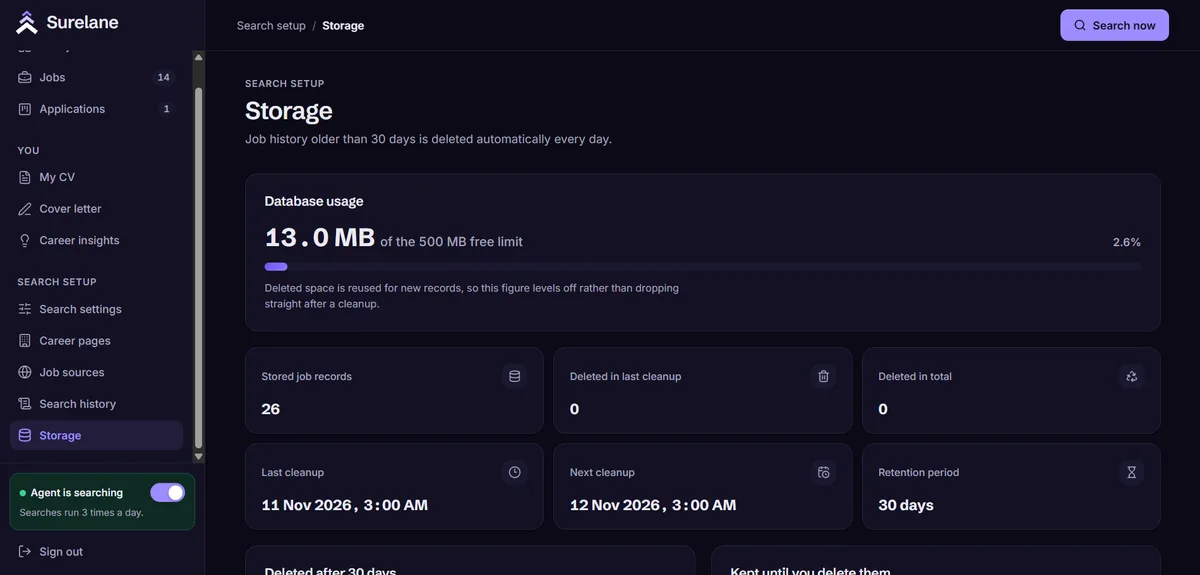 Surelane
Search setup / Storage
Search now
Jobs 14
Applications 1
YOU
My CV
Cover letter
Career insights
SEARCH SETUP
Search settings
Career pages
Job sources
Search history
Storage
Agent is searching
Searches run 3 times a day.
Sign out
SEARCH SETUP
Storage
Job history older than 30 days is deleted automatically every day.
Database usage
13.0 MB of the 500 MB free limit
2.6%
Deleted space is reused for new records, so this figure levels off rather than dropping
straight after a cleanup.
Stored job records
26
Deleted in last cleanup
0
Deleted in total
0
Last cleanup
11 Nov 2026, 3:00 AM
Next cleanup
12 Nov 2026, 3:00 AM
Retention period
30 days
Deleted after 30 days
Kept until you delete them